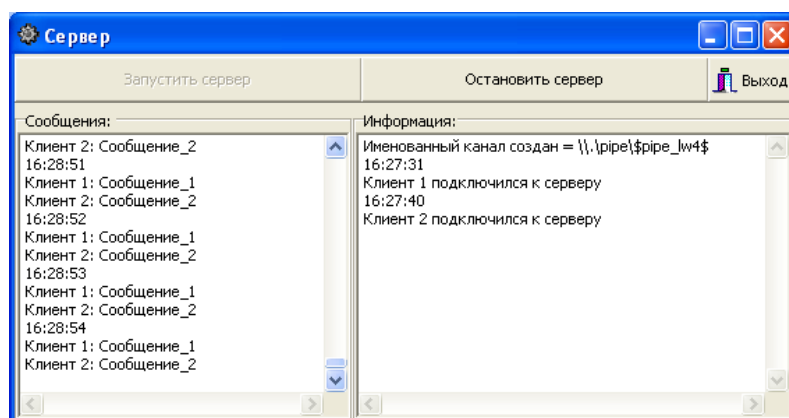 Сервер
Запустить сервер
Остановить сервер
Выход
Сообщения:
Клиент 2: Сообщение_2
16:28:51
Клиент 1: Сообщение_1
Клиент 2: Сообщение_2
16:28:52
Клиент 1: Сообщение_1
Клиент 2: Сообщение_2
16:28:53
Клиент 1: Сообщение_1
Клиент 2: Сообщение_2
16:28:54
Клиент 1: Сообщение_1
Клиент 2: Сообщение_2
Информация:
Именованный канал создан = \\.\pipe\$pipe_lw4$
16:27:31
Клиент 1 подключился к серверу
16:27:40
Клиент 2 подключился к серверу